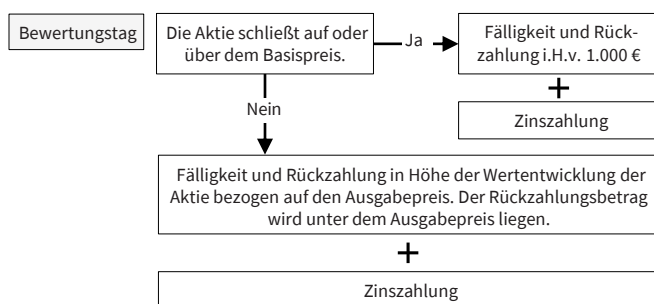 Bewertungstag
Die Aktie schließt auf oder
über dem Basispreis.
Ja
Fälligkeit und Rück-
zahlung i.H.v. 1.000 €
+
Zinszahlung
Nein
Fälligkeit und Rückzahlung in Höhe der Wertentwicklung der
Aktie bezogen auf den Ausgabepreis. Der Rückzahlungsbetrag
wird unter dem Ausgabepreis liegen.
+
Zinszahlung